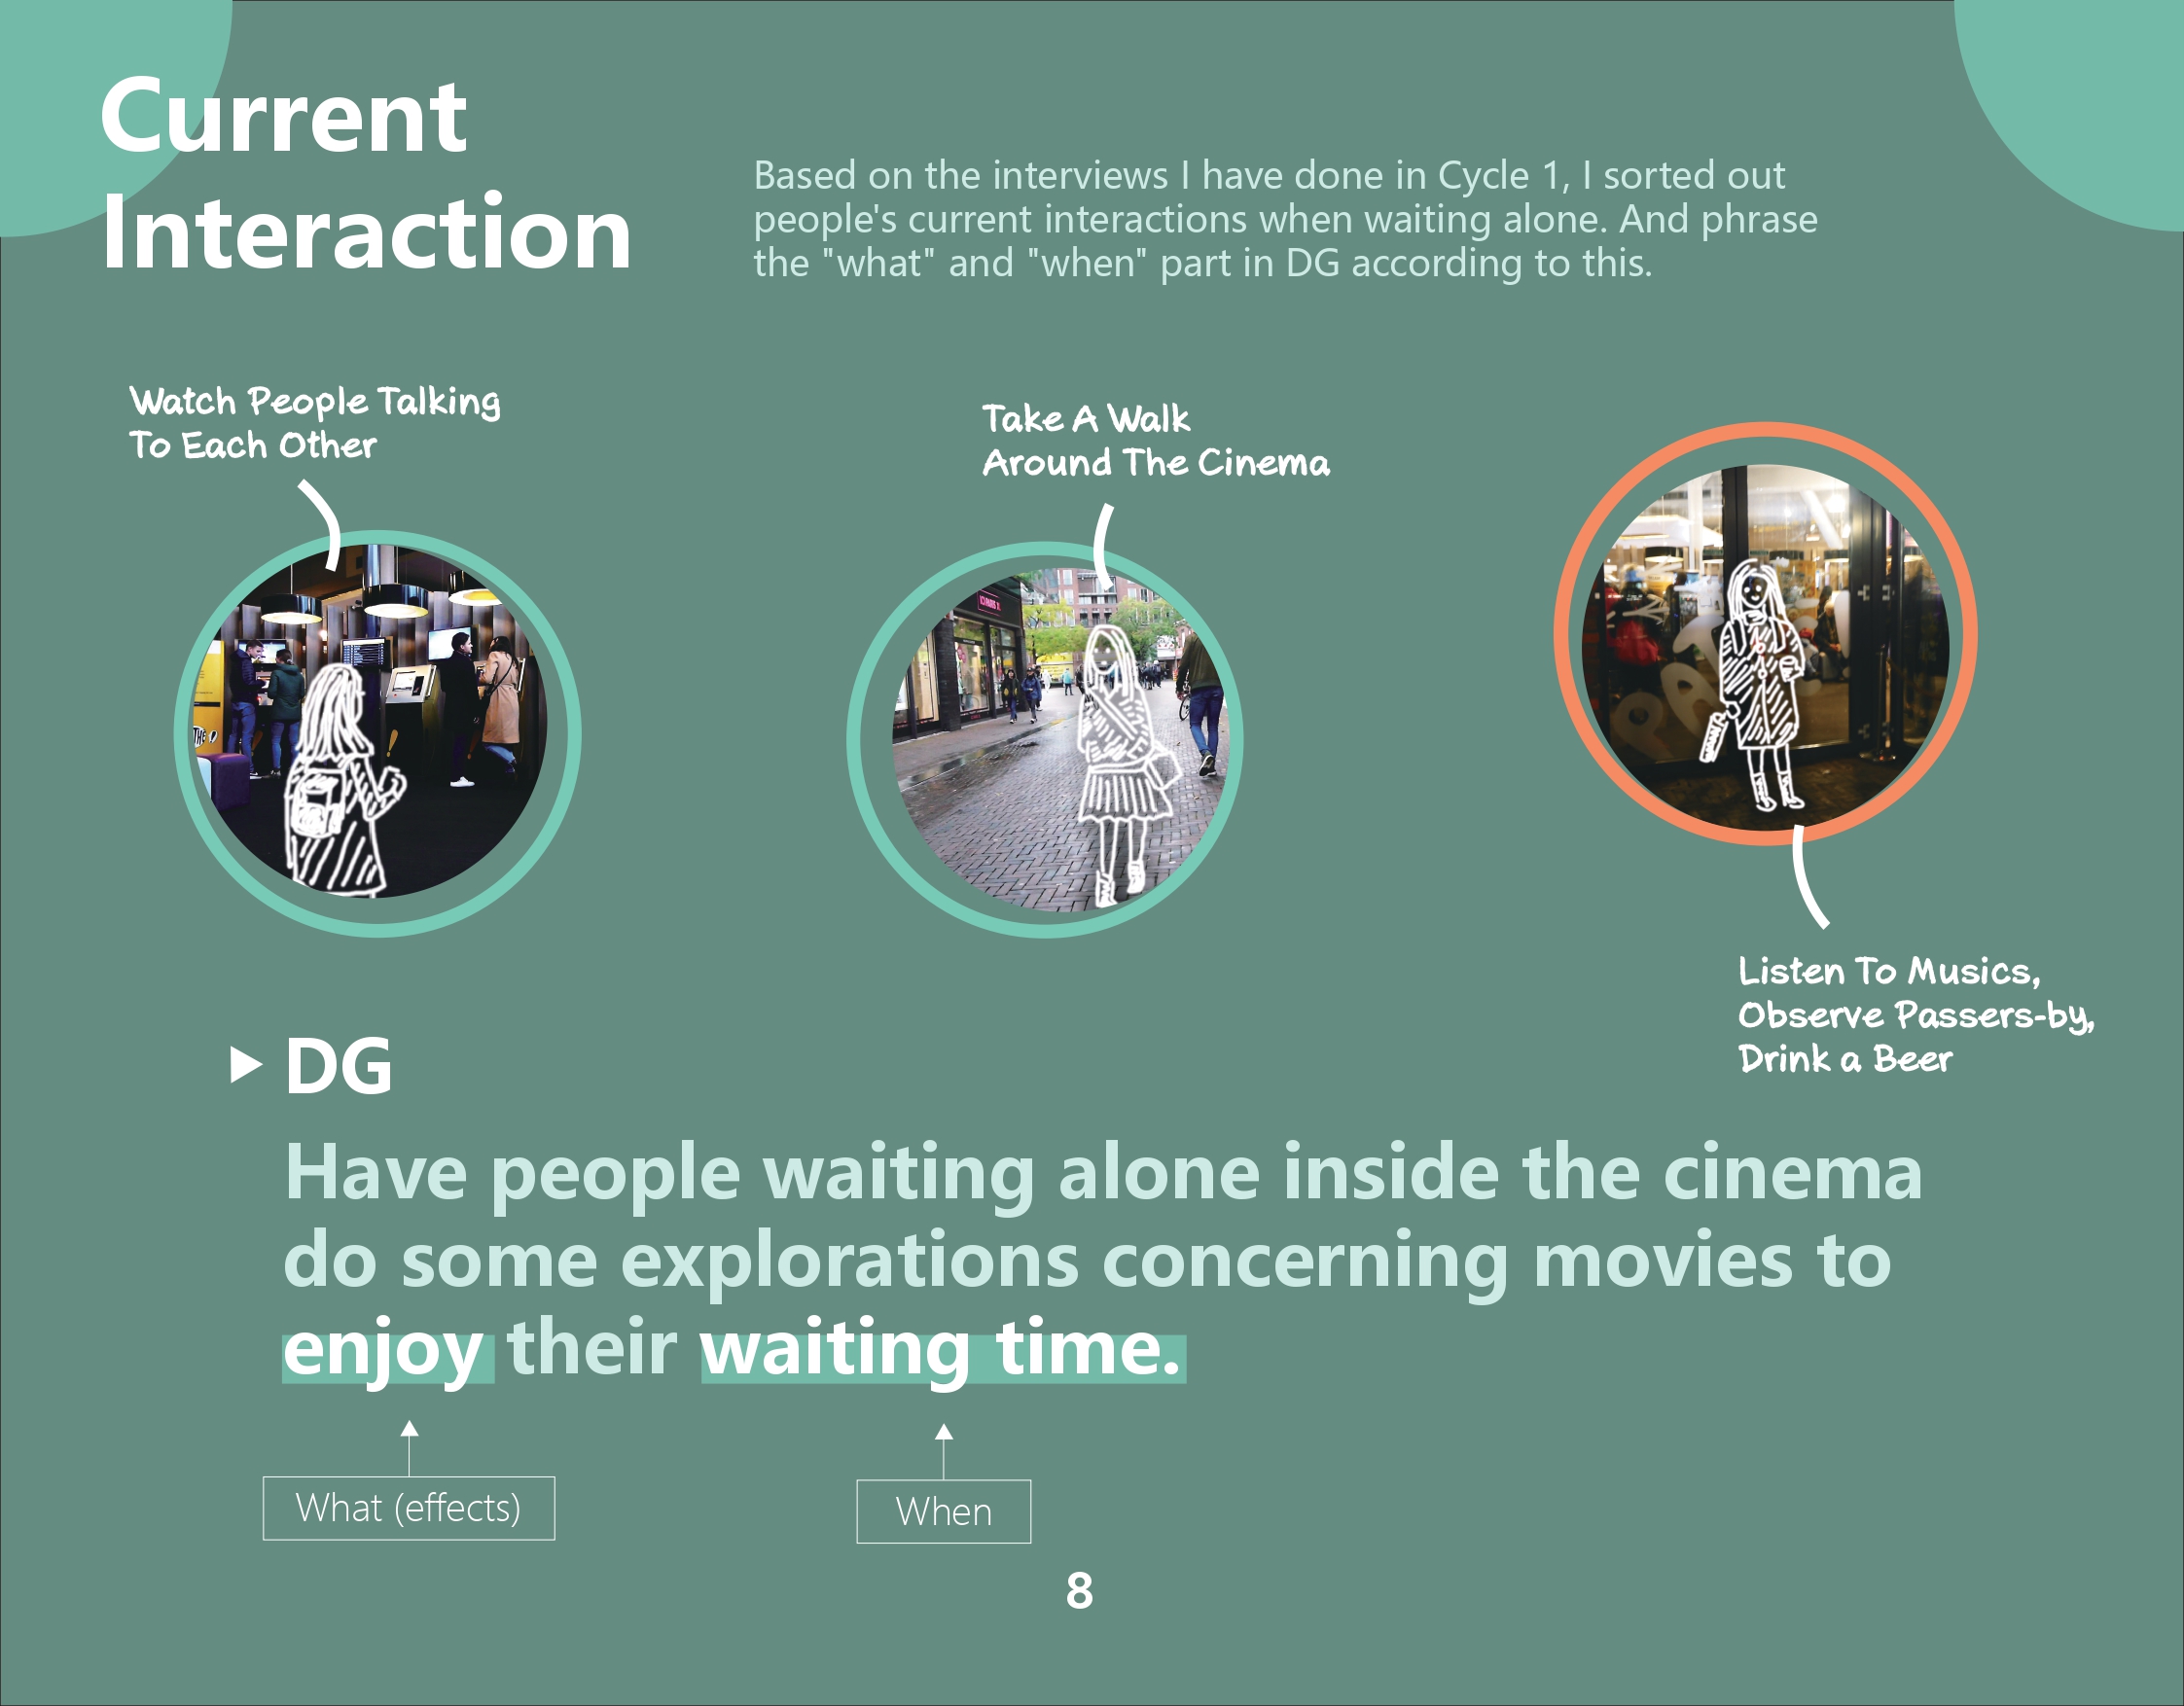 Current
Interaction
Based on the interviews I have done in Cycle 1, I sorted out
people's current interactions when waiting alone. And phrase
the "what" and "when" part in DG according to this.
Watch People Talking
To Each Other
Take A Walk
Around The Cinema
Listen To Musics,
Observe Passers-by,
Drink a Beer
DG
Have people waiting alone inside the cinema
do some explorations concerning movies to
enjoy their waiting time.
What (effects)
When
8